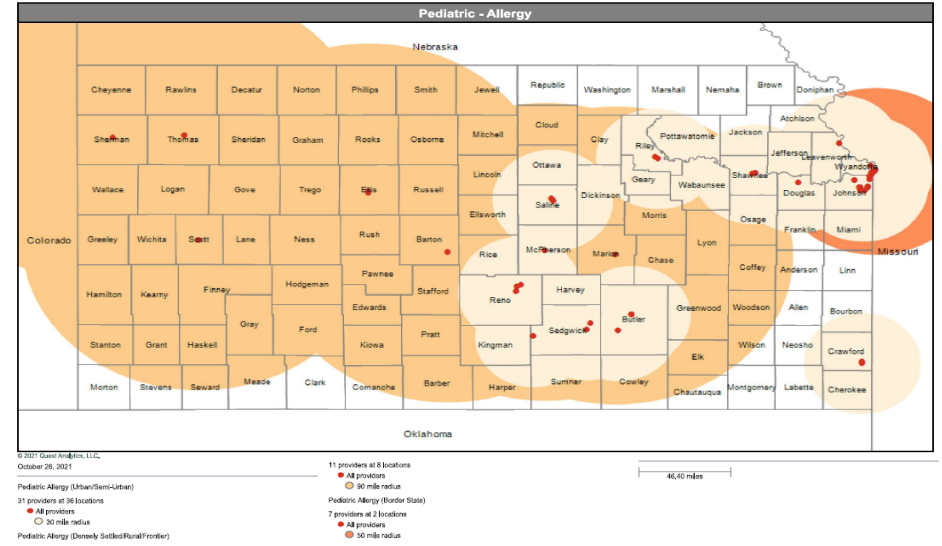 Pediatric - Allergy
Nebraska
Cheyenne Rawlins Decatur Norton Phillips Smith Jewell Republic Washington Marshall Nemaha Brown Doniphan
Atchison
Sherman Thomas Sheridan Graham Rooks Osborne Mitchell Cloud Clay Riley Pottawatomie Jackson
Jefferson Leavenworth
Ottawa
Wyandotte
Wallace Logan Gove Trego Ellis Russell Lincoln Geary Wabaunsee Shawnee
Saline Dickinson Douglas Johnson
Ellsworth Morris Osage
Colorado Greeley Wichita Scott Lane Ness Rush Barton Franklin Miami
Rice McPherson Marion Chase Lyon Missouri
Pawnee Coffey Anderson Linn
Hamilton Kearny Finney Hodgeman Stafford Reno Harvey
Edwards Butler Greenwood Woodson Allen Bourbon
Gray Ford
Stanton Grant Haskell Kiowa Pratt Kingman Sedgwick Wilson Neosho Crawford
Elk
Morton Stevens Seward Meade Clark Comanche Barber Harper Sumner Cowley Chautauqua Montgomery Labette Cherokee
Oklahoma
© 2021 Quest Analytics, LLC.
October 26, 2021
Pediatric Allergy (Urban/Semi-Urban)
31 providers at 36 locations
All providers
30 mile radius
Pediatric Allergy (Densely Settled/Rural/Frontier)
11 providers at 8 locations
All providers
90 mile radius
Pediatric Allergy (Border State)
7 providers at 2 locations
All providers
50 mile radius
46.40 miles